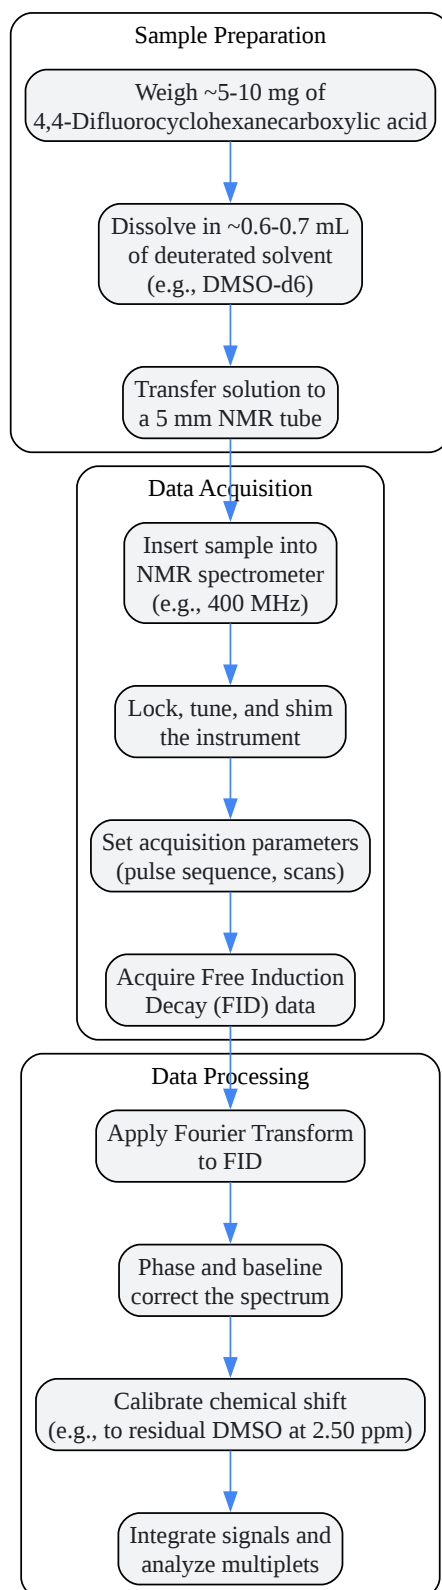 Sample Preparation
Weigh ~5-10 mg of
4,4-Difluorocyclohexanecarboxylic acid
Dissolve in ~0.6-0.7 mL
of deuterated solvent
(e.g., DMSO-d6)
Transfer solution to
a 5 mm NMR tube
Data Acquisition
Insert sample into
NMR spectrometer
(e.g., 400 MHz)
Lock, tune, and shim
the instrument
Set acquisition parameters
(pulse sequence, scans)
Acquire Free Induction
Decay (FID) data
Data Processing
Apply Fourier Transform
to FID
Phase and baseline
correct the spectrum
Calibrate chemical shift
(e.g., to residual DMSO at 2.50 ppm)
Integrate signals and
analyze multiplets